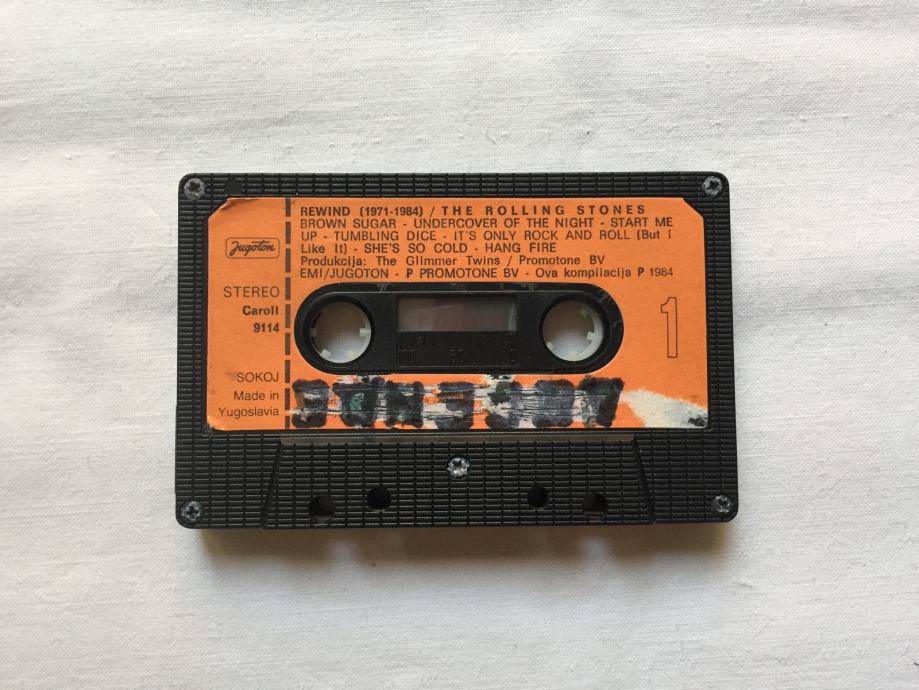 REWIND (1971-1984) / THE ROLLING STONES
BROWN SUGAR - UNDERCOVER OF THE NIGHT - START ME
UP - TUMBLING DICE - IT'S ONLY ROCK AND ROLL (But I
Like It) - SHE'S SO COLD - HANG FIRE
Produkcija: The Glimmer Twins / Promotone BV
EMI/JUGOTON - P PROMOTONE BV - Ova kompilacija P 1984
Jugoton
STEREO
Caroll
9114
1
100 50 0
SOKOJ
Made in
Yugoslavia